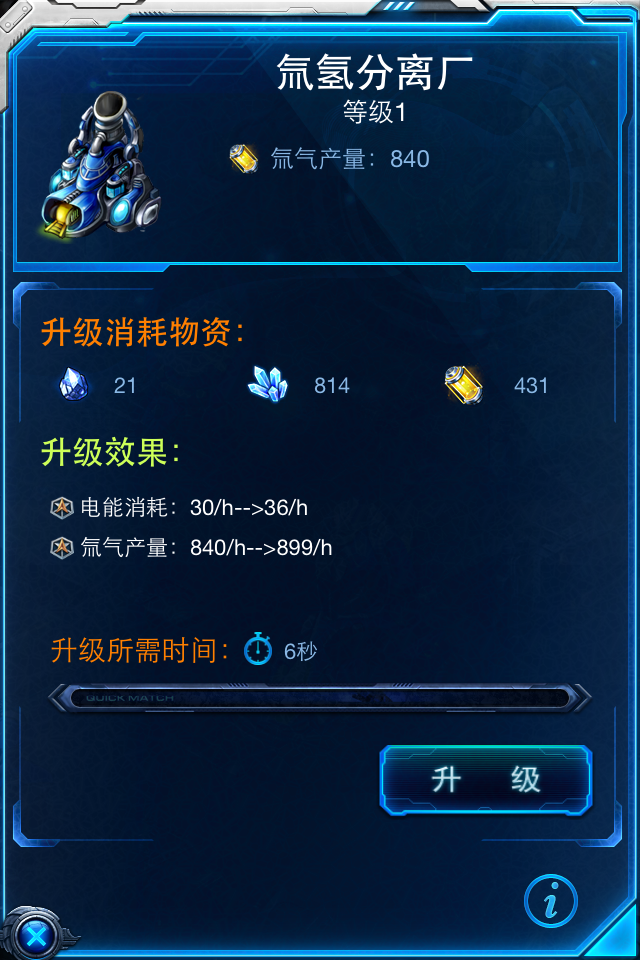 氚氢分离厂
等级1
氚气产量：840
升级消耗物资：
21 814 431
升级效果：
电能消耗：30/h-->36/h
氚气产量：840/h-->899/h
升级所需时间： 6秒
QUICK MATCH
升 级
i